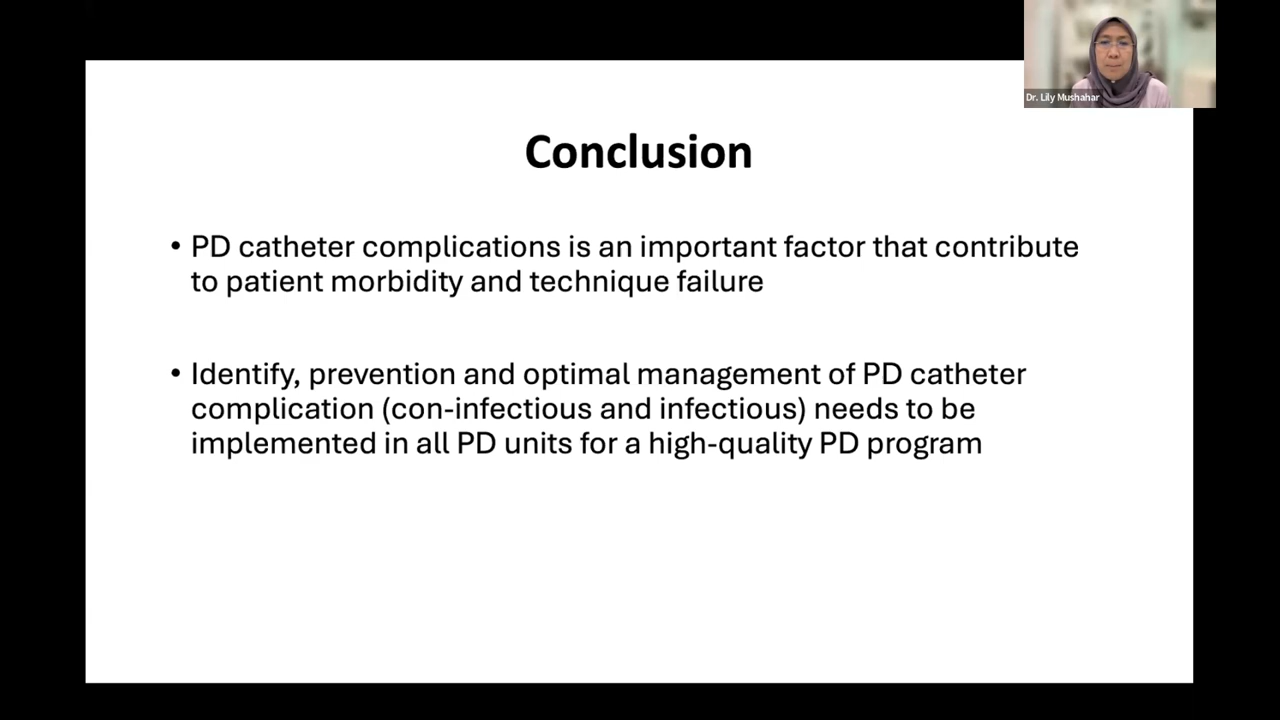 Dr. Lily Mushahar
Conclusion
• PD catheter complications is an important factor that contribute
to patient morbidity and technique failure
• Identify, prevention and optimal management of PD catheter
complication (con-infectious and infectious) needs to be
implemented in all PD units for a high-quality PD program